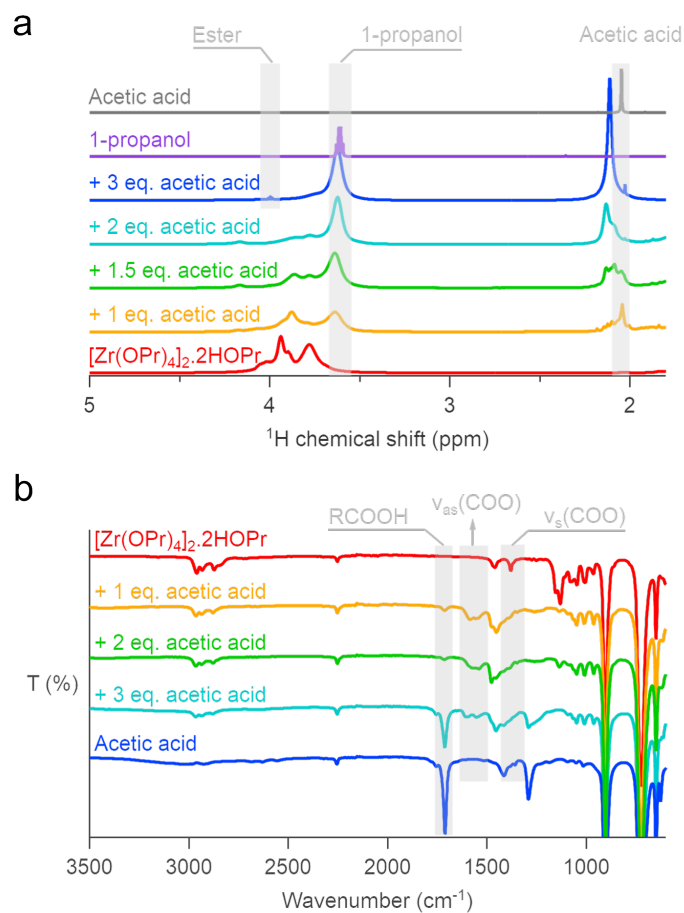 a
Ester 1-propanol Acetic acid
Acetic acid
1-propanol
+ 3 eq. acetic acid
+ 2 eq. acetic acid
+ 1.5 eq. acetic acid
+ 1 eq. acetic acid
[Zr(OPr)₄]₂.2HOPr
5 4 3 2
¹H chemical shift (ppm)
b
RCOOH νas(COO) νs(COO)
[Zr(OPr)₄]₂.2HOPr
+ 1 eq. acetic acid
+ 2 eq. acetic acid
T (%)
+ 3 eq. acetic acid
Acetic acid
3500 3000 2500 2000 1500 1000
Wavenumber (cm⁻¹)